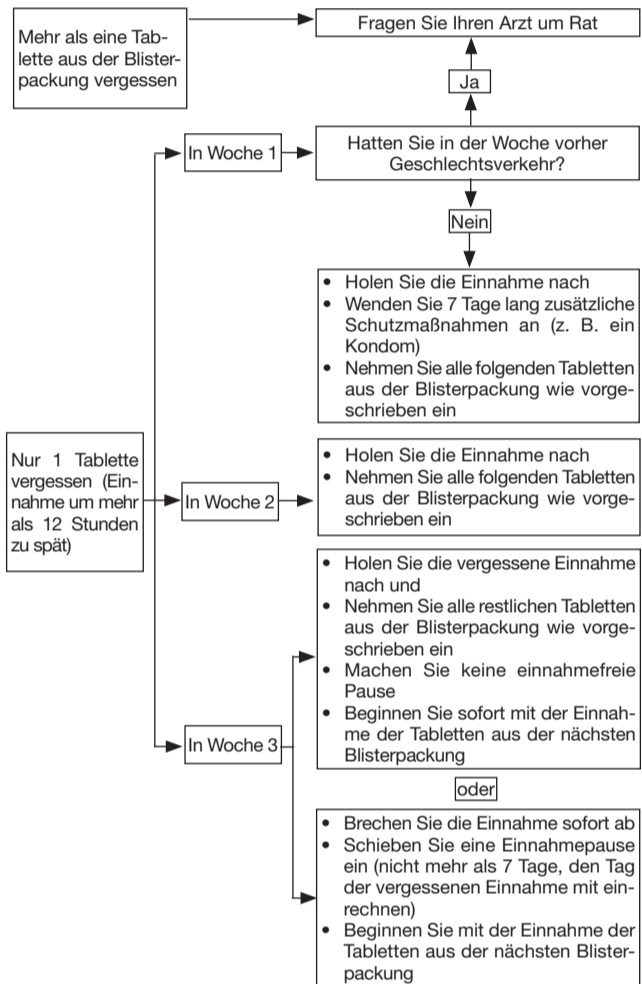 Mehr als eine Tab-
lette aus der Blister-
packung vergessen
Fragen Sie Ihren Arzt um Rat
Ja
In Woche 1
Hatten Sie in der Woche vorher
Geschlechtsverkehr?
Nein
• Holen Sie die Einnahme nach
• Wenden Sie 7 Tage lang zusätzliche
Schutzmaßnahmen an (z. B. ein
Kondom)
• Nehmen Sie alle folgenden Tabletten
aus der Blisterpackung wie vorge-
schrieben ein
Nur 1 Tablette
vergessen (Ein-
nahme um mehr
als 12 Stunden
zu spät)
In Woche 2
• Holen Sie die Einnahme nach
• Nehmen Sie alle folgenden Tabletten
aus der Blisterpackung wie vorge-
schrieben ein
In Woche 3
• Holen Sie die vergessene Einnahme
nach und
• Nehmen Sie alle restlichen Tabletten
aus der Blisterpackung wie vorge-
schrieben ein
• Machen Sie keine einnahmefreie
Pause
• Beginnen Sie sofort mit der Einnah-
me der Tabletten aus der nächsten
Blisterpackung
oder
• Brechen Sie die Einnahme sofort ab
• Schieben Sie eine Einnahmepause
ein (nicht mehr als 7 Tage, den Tag
der vergessenen Einnahme mit ein-
rechnen)
• Beginnen Sie mit der Einnahme der
Tabletten aus der nächsten Blister-
packung